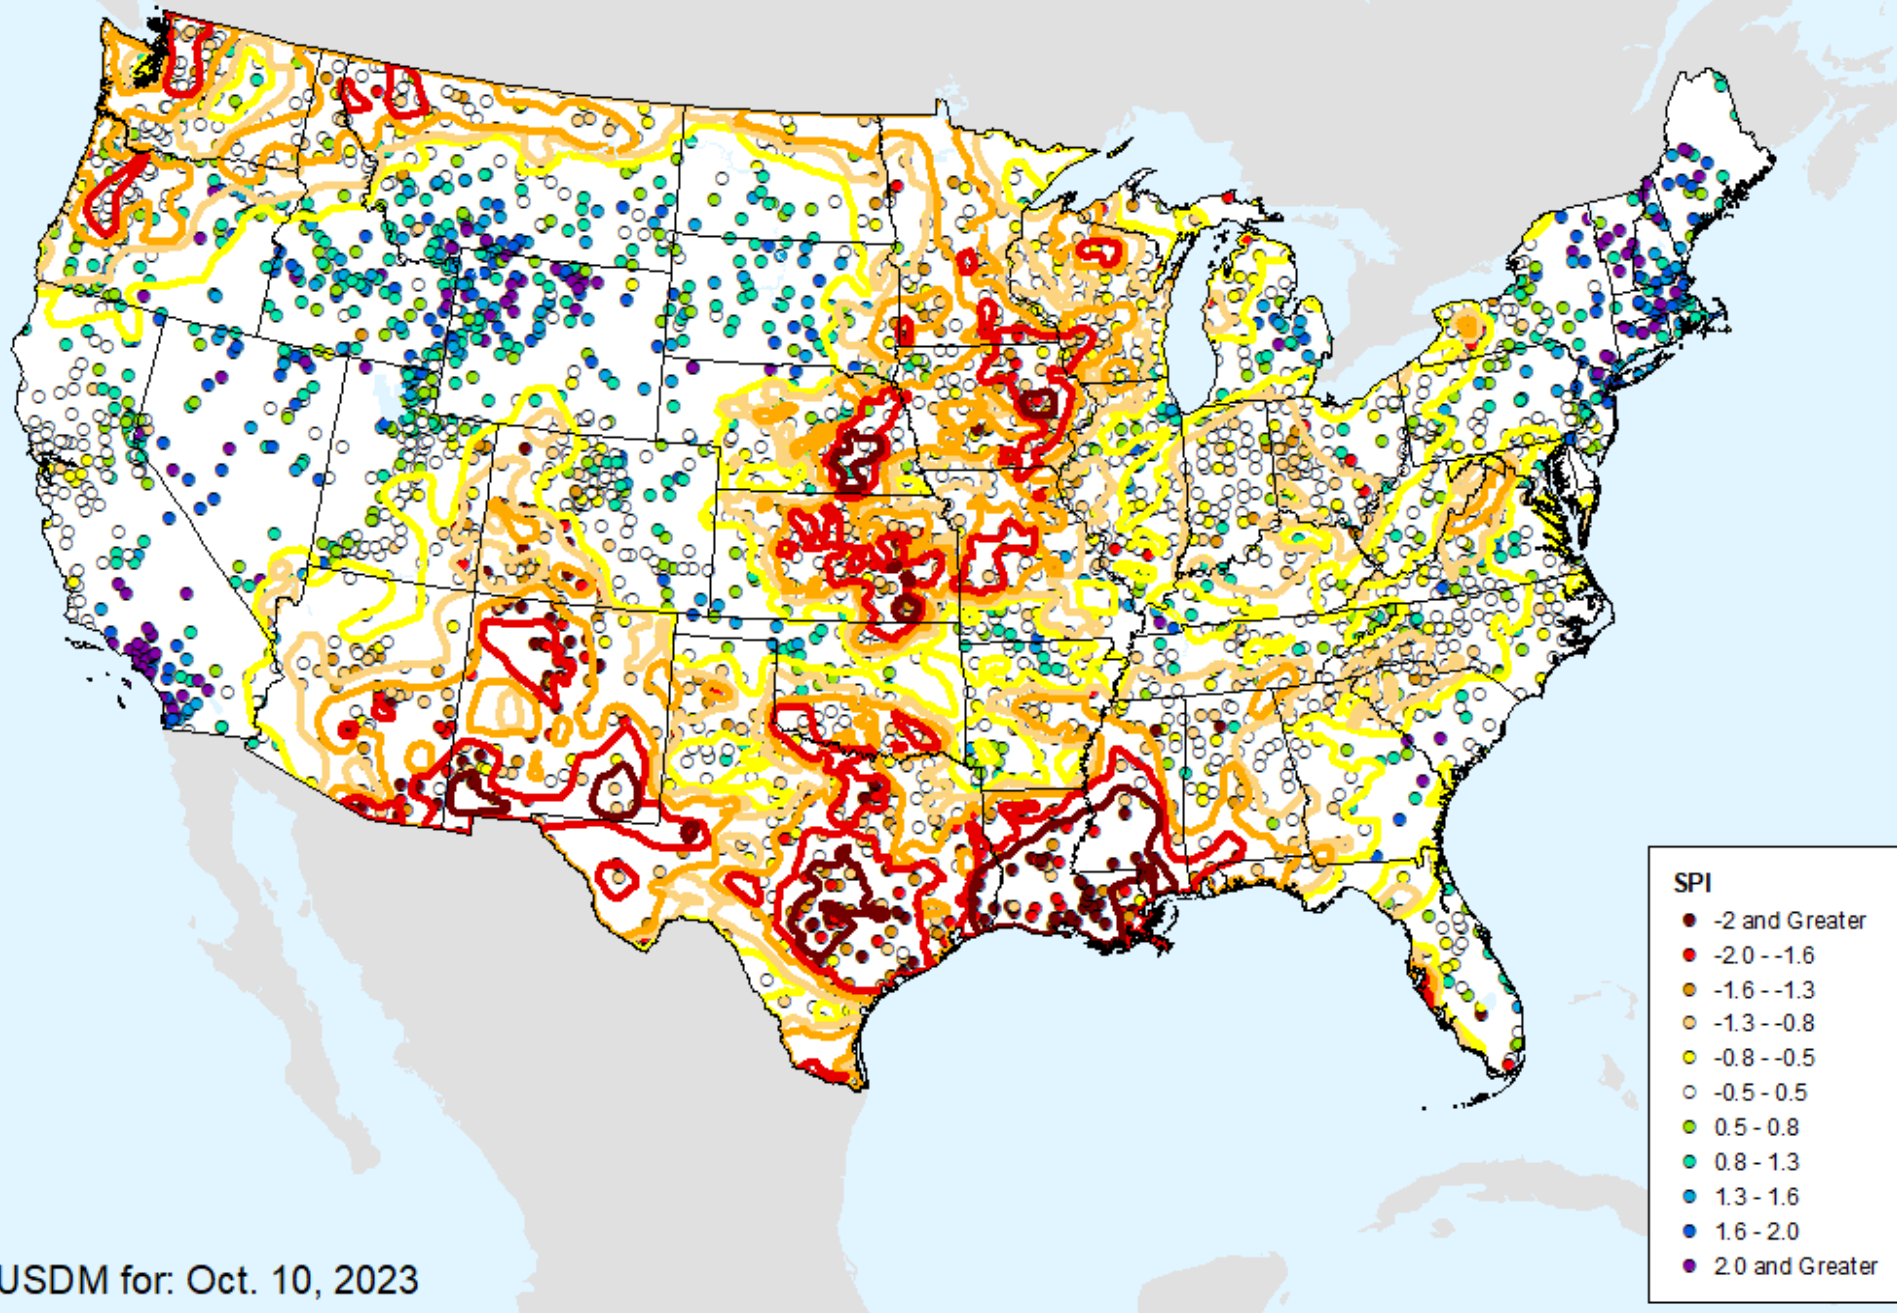 SPI
-2 and Greater
-2.0 - -1.6
-1.6 - -1.3
-1.3 - -0.8
-0.8 - -0.5
-0.5 - 0.5
0.5 - 0.8
0.8 - 1.3
1.3 - 1.6
1.6 - 2.0
2.0 and Greater
USDM for: Oct. 10, 2023